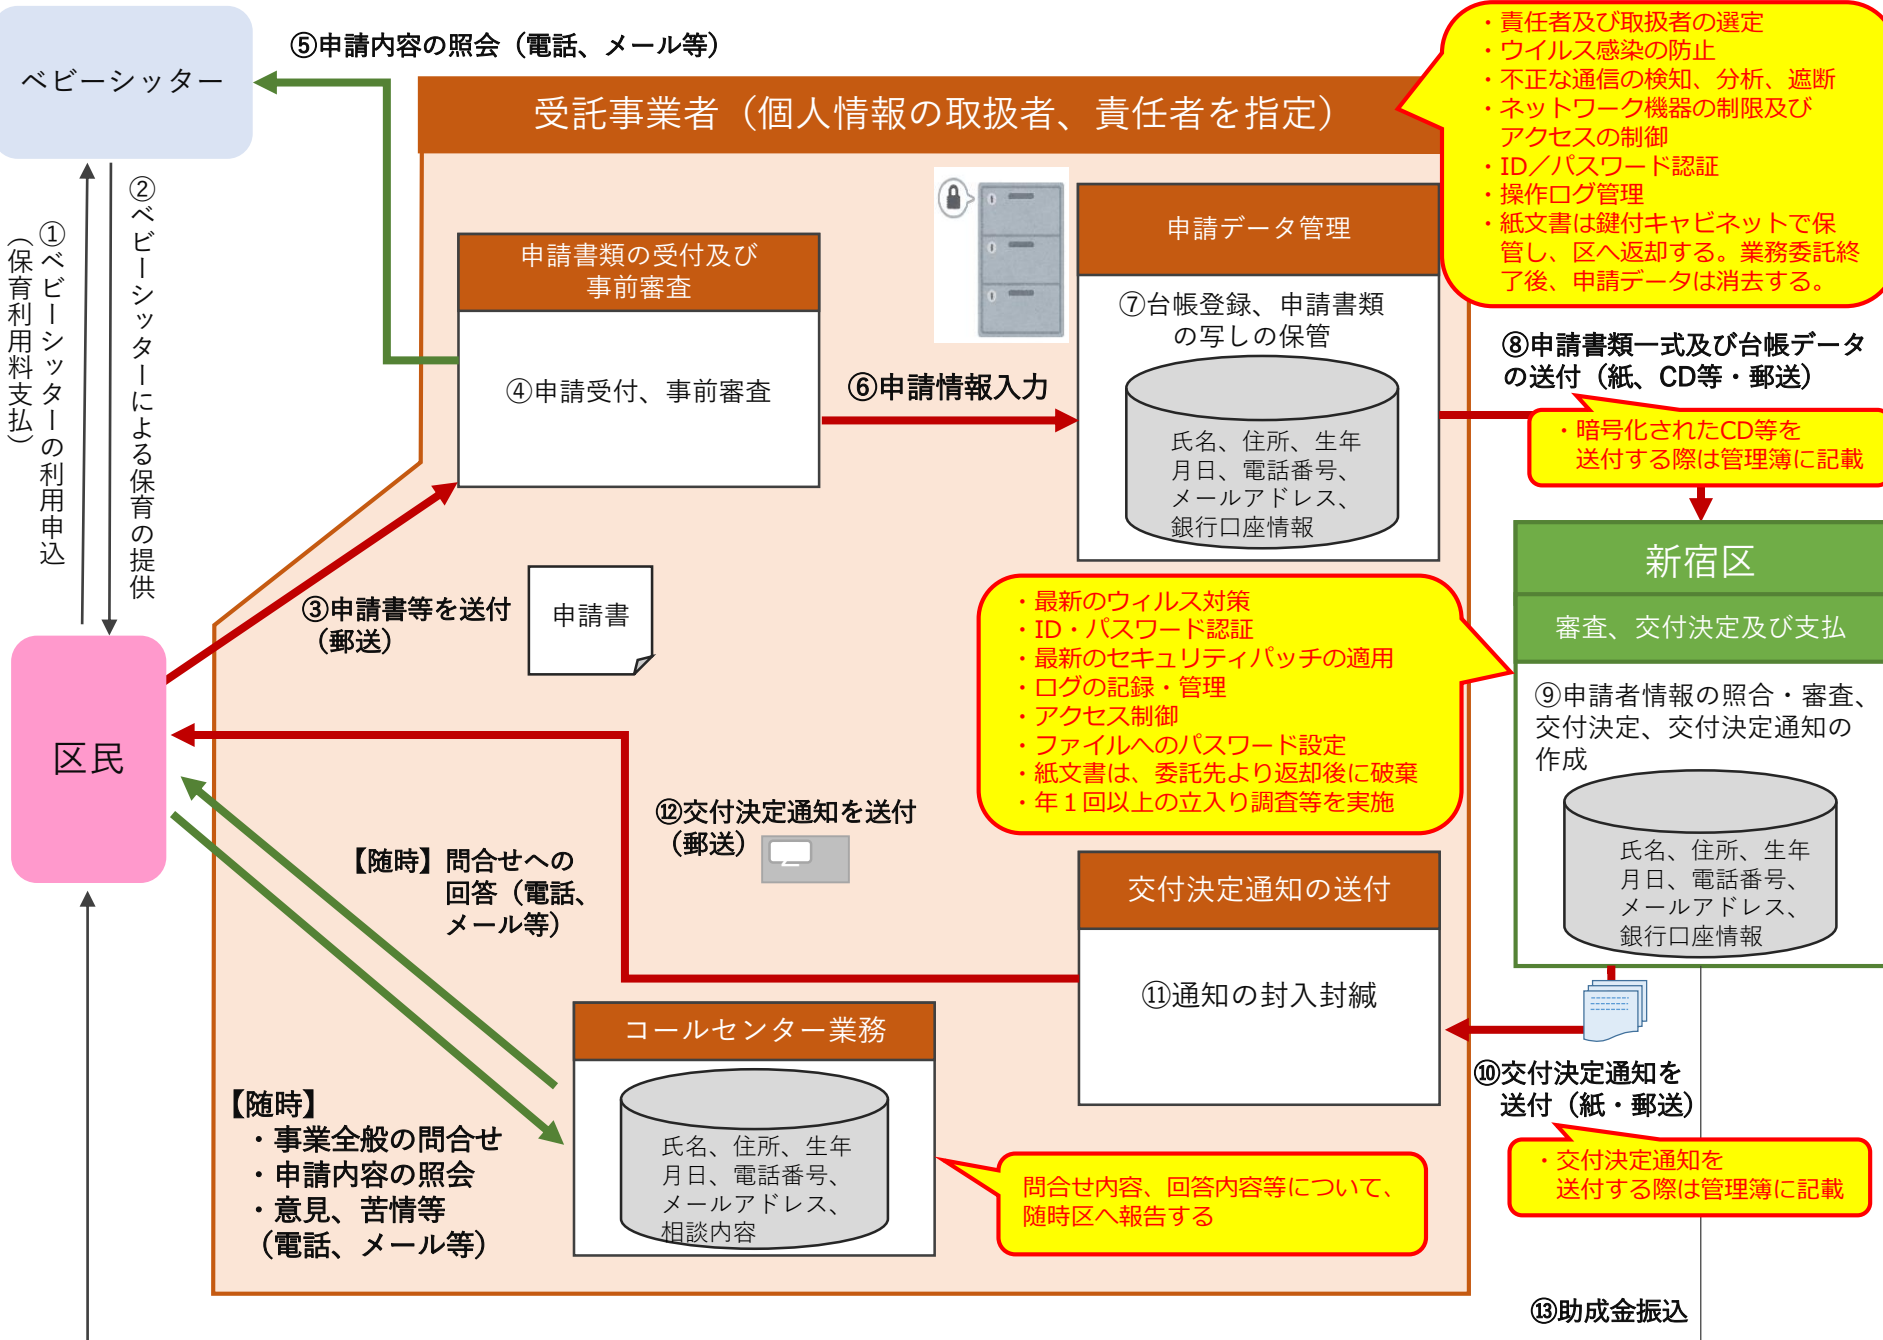 ベビーシッター
⑤申請内容の照会（電話、メール等）
・責任者及び取扱者の選定
・ウイルス感染の防止
・不正な通信の検知、分析、遮断
・ネットワーク機器の制限及び
アクセスの制御
・ID／パスワード認証
・操作ログ管理
・紙文書は鍵付キャビネットで保
管し、区へ返却する。業務委託終
了後、申請データは消去する。
受託事業者（個人情報の取扱者、責任者を指定）
①ベビーシッターの利用申込
（保育利用料支払）
②ベビーシッターによる保育の提供
申請書類の受付及び
事前審査
④申請受付、事前審査
⑥申請情報入力
申請データ管理
⑦台帳登録、申請書類
の写しの保管
氏名、住所、生年
月日、電話番号、
メールアドレス、
銀行口座情報
⑧申請書類一式及び台帳データ
の送付（紙、CD等・郵送）
・暗号化されたCD等を
送付する際は管理簿に記載
③申請書等を送付
（郵送）
申請書
区民
・最新のウィルス対策
・ID・パスワード認証
・最新のセキュリティパッチの適用
・ログの記録・管理
・アクセス制御
・ファイルへのパスワード設定
・紙文書は、委託先より返却後に破棄
・年１回以上の立入り調査等を実施
新宿区
審査、交付決定及び支払
⑨申請者情報の照合・審査、
交付決定、交付決定通知の
作成
氏名、住所、生年
月日、電話番号、
メールアドレス、
銀行口座情報
⑫交付決定通知を送付
（郵送）
【随時】問合せへの
回答（電話、
メール等）
交付決定通知の送付
⑪通知の封入封緘
コールセンター業務
氏名、住所、生年
月日、電話番号、
メールアドレス、
相談内容
【随時】
・事業全般の問合せ
・申請内容の照会
・意見、苦情等
（電話、メール等）
問合せ内容、回答内容等について、
随時区へ報告する
⑩交付決定通知を
送付（紙・郵送）
・交付決定通知を
送付する際は管理簿に記載
⑬助成金振込